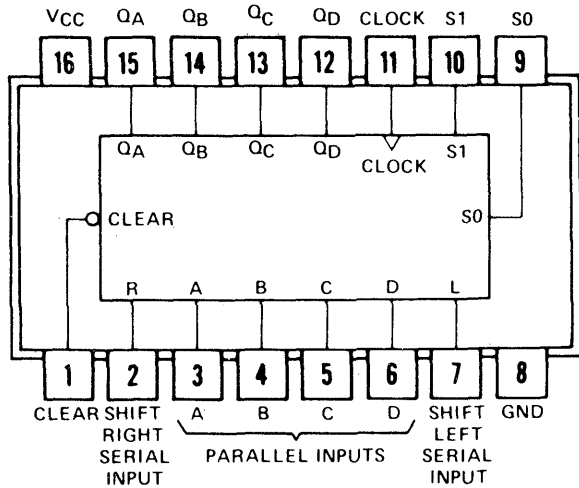 VCC QA QB QC QD CLOCK S1 S0
16 15 14 13 12 11 10 9
QA QB QC QD CLOCK S1
CLEAR S0
R A B C D L
1 2 3 4 5 6 7 8
CLEAR SHIFT RIGHT SERIAL INPUT A B C D SHIFT LEFT SERIAL INPUT GND
PARALLEL INPUTS